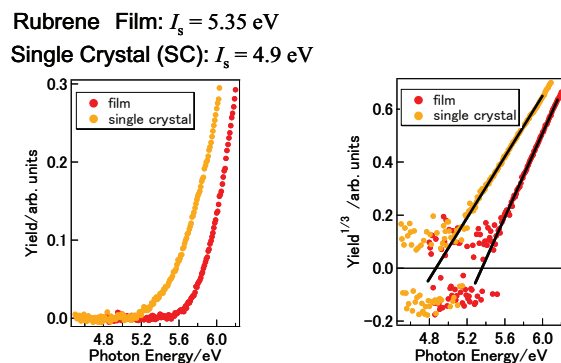 Rubrene Film: Is = 5.35 eV
Single Crystal (SC): Is = 4.9 eV
0.3
0.2
0.1
0.0
film
single crystal
Yield/arb. units
4.8 5.2 5.6 6.0
Photon Energy/eV
0.6
0.4
0.2
0.0
−0.2
film
single crystal
Yield1/3 /arb. units
4.8 5.2 5.6 6.0
Photon Energy/eV